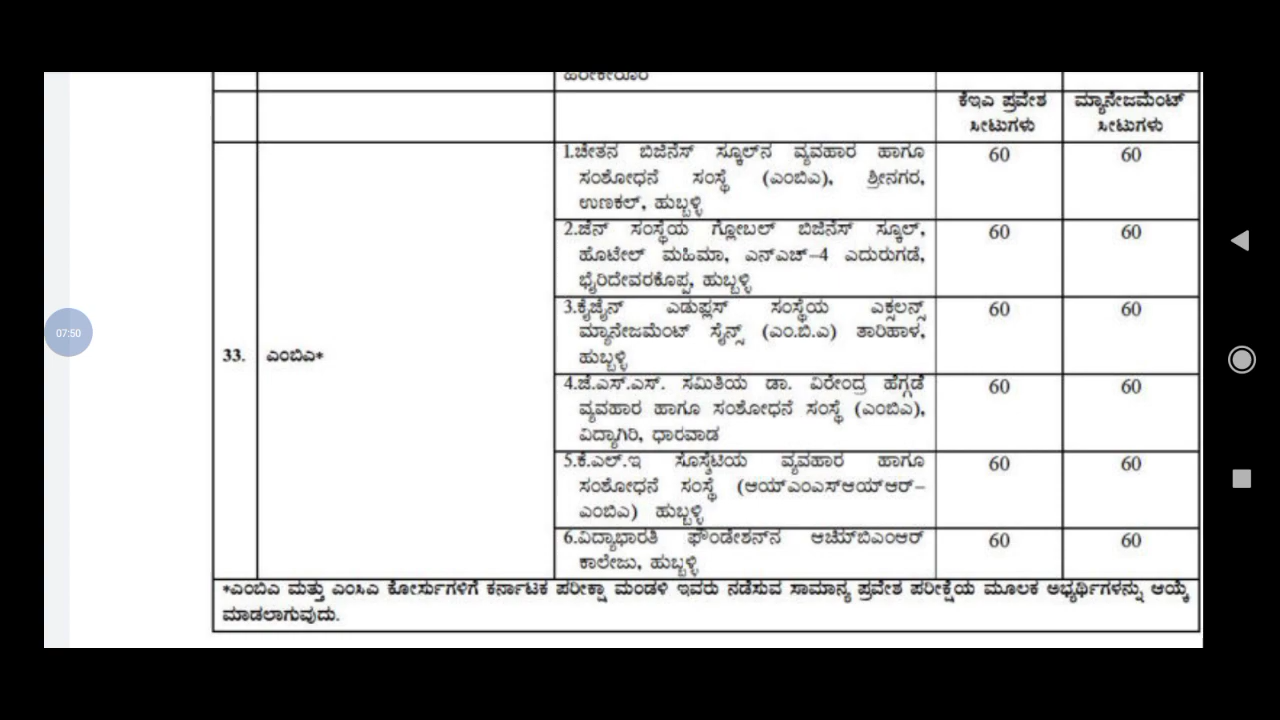 ಹಿರೇಕೆರೂರ
ಕೆಇಎ ಪ್ರವೇಶ ಮ್ಯಾನೇಜಮೆಂಟ್
ಸೀಟುಗಳು ಸೀಟುಗಳು
1.ಚೇತನ ಬಿಜಿನೆಸ್ ಸ್ಕೂಲ್‌ನ ವ್ಯವಹಾರ ಹಾಗೂ 60 60
ಸಂಶೋಧನೆ ಸಂಸ್ಥೆ (ಎಂಬಿಎ), ಶ್ರೀನಗರ,
ಉಣಕಲ್, ಹುಬ್ಬಳ್ಳಿ
2.ಜೆನ್ ಸಂಸ್ಥೆಯ ಗ್ಲೋಬಲ್ ಬಿಜಿನೆಸ್ ಸ್ಕೂಲ್, 60 60
ಹೊಟೇಲ್ ಮಹಿಮಾ, ಎನ್‌ಎಚ್–4 ಎದುರುಗಡೆ,
ಭೈರಿದೇವರಕೊಪ್ಪ, ಹುಬ್ಬಳ್ಳಿ
3.ಕೈಜೈನ್ ಎಡುಪ್ಲಸ್ ಸಂಸ್ಥೆಯ ಎಕ್ಸಲನ್ಸ್ 60 60
ಮ್ಯಾನೇಜಮೆಂಟ್ ಸೈನ್ಸ್ (ಎಂ.ಬಿ.ಎ) ತಾರಿಹಾಳ,
33. ಎಂಬಿಎ* ಹುಬ್ಬಳ್ಳಿ
4.ಜೆ.ಎಸ್.ಎಸ್. ಸಮಿತಿಯ ಡಾ. ವಿರೇಂದ್ರ ಹೆಗ್ಗಡೆ 60 60
ವ್ಯವಹಾರ ಹಾಗೂ ಸಂಶೋಧನೆ ಸಂಸ್ಥೆ (ಎಂಬಿಎ),
ವಿದ್ಯಾಗಿರಿ, ಧಾರವಾಡ
5.ಕೆ.ಎಲ್.ಇ ಸೊಸೈಟಿಯ ವ್ಯವಹಾರ ಹಾಗೂ 60 60
ಸಂಶೋಧನೆ ಸಂಸ್ಥೆ (ಆಯ್‌ಎಂಎಸ್‌ಆಯ್‌ಆರ್–
ಎಂಬಿಎ) ಹುಬ್ಬಳ್ಳಿ
6.ವಿದ್ಯಾಭಾರತಿ ಫೌಂಡೇಶನ್‌ನ ಆಯ್‌ಬಿಎಂಆರ್ 60 60
ಕಾಲೇಜು, ಹುಬ್ಬಳ್ಳಿ
*ಎಂಬಿಎ ಮತ್ತು ಎಂಸಿಎ ಕೋರ್ಸುಗಳಿಗೆ ಕರ್ನಾಟಕ ಪರೀಕ್ಷಾ ಮಂಡಳಿ ಇವರು ನಡೆಸುವ ಸಾಮಾನ್ಯ ಪ್ರವೇಶ ಪರೀಕ್ಷೆಯ ಮೂಲಕ ಅಭ್ಯರ್ಥಿಗಳನ್ನು ಆಯ್ಕೆ
ಮಾಡಲಾಗುವುದು.
07:50